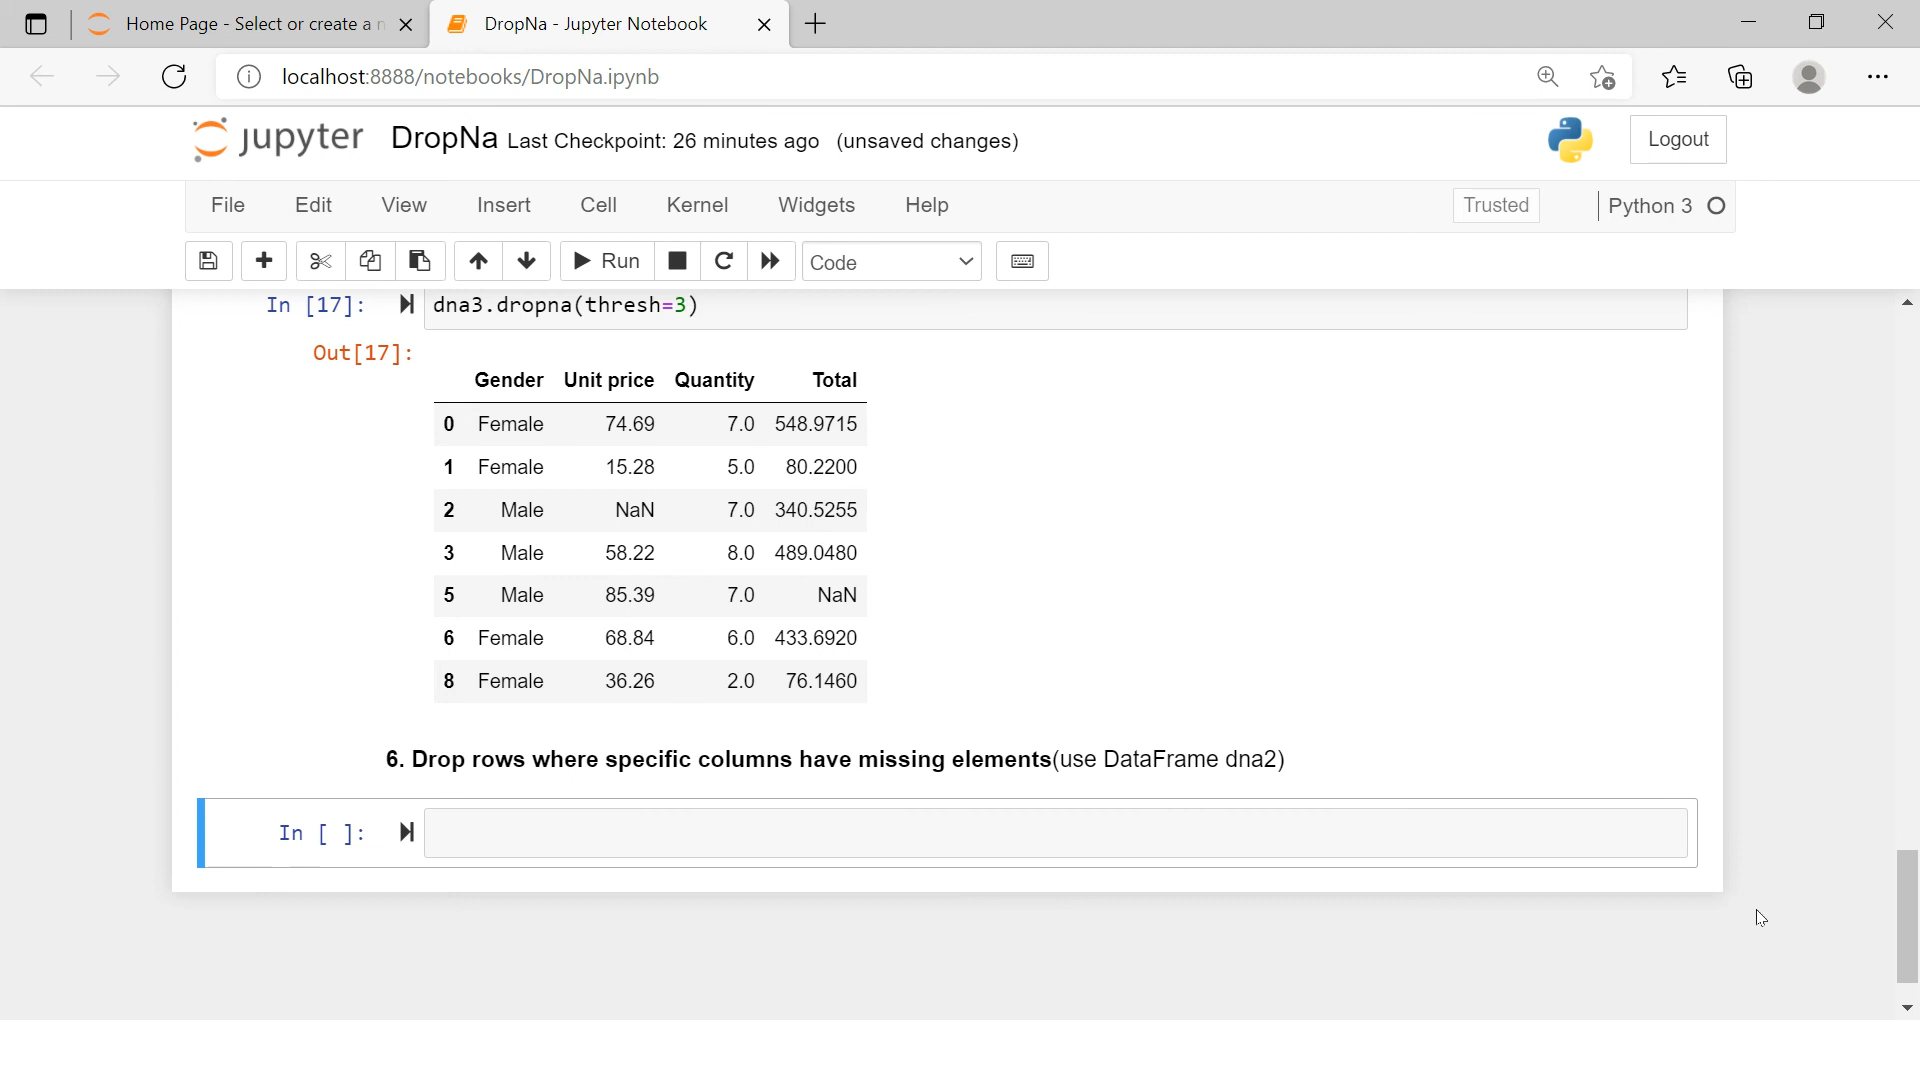 Home Page - Select or create a n
DropNa - Jupyter Notebook
localhost:8888/notebooks/DropNa.ipynb
jupyter DropNa Last Checkpoint: 26 minutes ago (unsaved changes)
Logout
File Edit View Insert Cell Kernel Widgets Help
Trusted
Python 3
Run
Code
In [17]: dna3.dropna(thresh=3)
Out[17]:
Gender Unit price Quantity Total
0 Female 74.69 7.0 548.9715
1 Female 15.28 5.0 80.2200
2 Male NaN 7.0 340.5255
3 Male 58.22 8.0 489.0480
5 Male 85.39 7.0 NaN
6 Female 68.84 6.0 433.6920
8 Female 36.26 2.0 76.1460
6. Drop rows where specific columns have missing elements(use DataFrame dna2)
In [ ]: